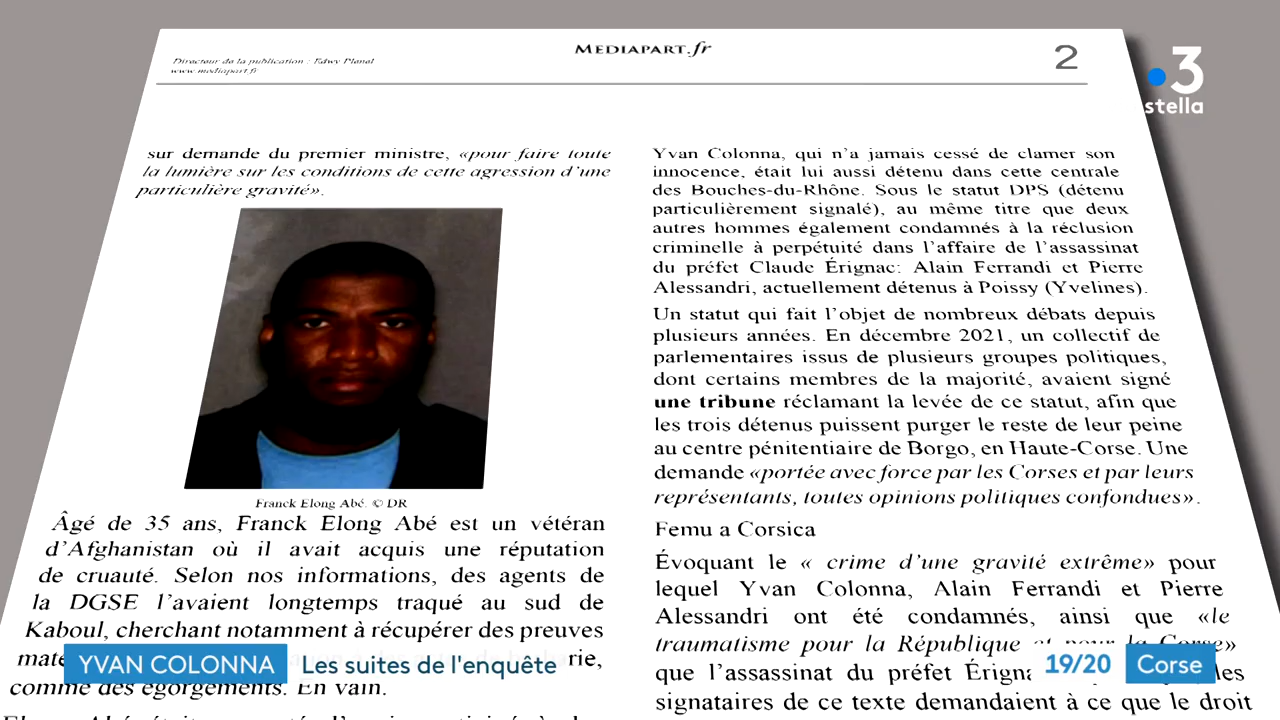 Directeur de la publication : Edwy Plenel
www.mediapart.fr
MEDIAPART.fr
2
3
stella
sur demande du premier ministre, «pour faire toute
la lumière sur les conditions de cette agression d'une
particulière gravité».
Franck Elong Abé. © DR
Âgé de 35 ans, Franck Elong Abé est un vétéran
d'Afghanistan où il avait acquis une réputation
de cruauté. Selon nos informations, des agents de
la DGSE l'avaient longtemps traqué au sud de
Kaboul, cherchant notamment à récupérer des preuves
comme des égorgements. En vain.
Yvan Colonna, qui n'a jamais cessé de clamer son
innocence, était lui aussi détenu dans cette centrale
des Bouches-du-Rhône. Sous le statut DPS (détenu
particulièrement signalé), au même titre que deux
autres hommes également condamnés à la réclusion
criminelle à perpétuité dans l'affaire de l'assassinat
du préfet Claude Érignac: Alain Ferrandi et Pierre
Alessandri, actuellement détenus à Poissy (Yvelines).
Un statut qui fait l'objet de nombreux débats depuis
plusieurs années. En décembre 2021, un collectif de
parlementaires issus de plusieurs groupes politiques,
dont certains membres de la majorité, avaient signé
une tribune réclamant la levée de ce statut, afin que
les trois détenus puissent purger le reste de leur peine
au centre pénitentiaire de Borgo, en Haute-Corse. Une
demande «portée avec force par les Corses et par leurs
représentants, toutes opinions politiques confondues».
Femu a Corsica
Évoquant le « crime d'une gravité extrême» pour
lequel Yvan Colonna, Alain Ferrandi et Pierre
Alessandri ont été condamnés, ainsi que «le
traumatisme pour la République et pour la Corse»
que l'assassinat du préfet les
signataires de ce texte demandaient à ce que le droit
YVAN COLONNA Les suites de l'enquête
19/20 Corse